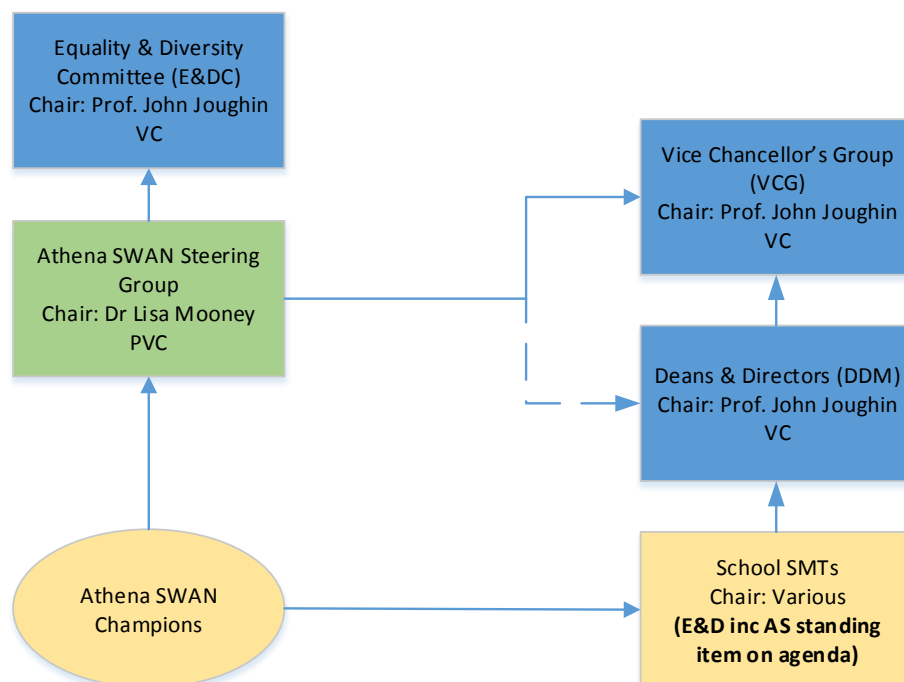 Equality & Diversity
Committee (E&DC)
Chair: Prof. John Joughin
VC
Vice Chancellor’s Group
(VCG)
Chair: Prof. John Joughin
VC
Athena SWAN Steering
Group
Chair: Dr Lisa Mooney
PVC
Deans & Directors (DDM)
Chair: Prof. John Joughin
VC
Athena SWAN
Champions
School SMTs
Chair: Various
(E&D inc AS standing
item on agenda)